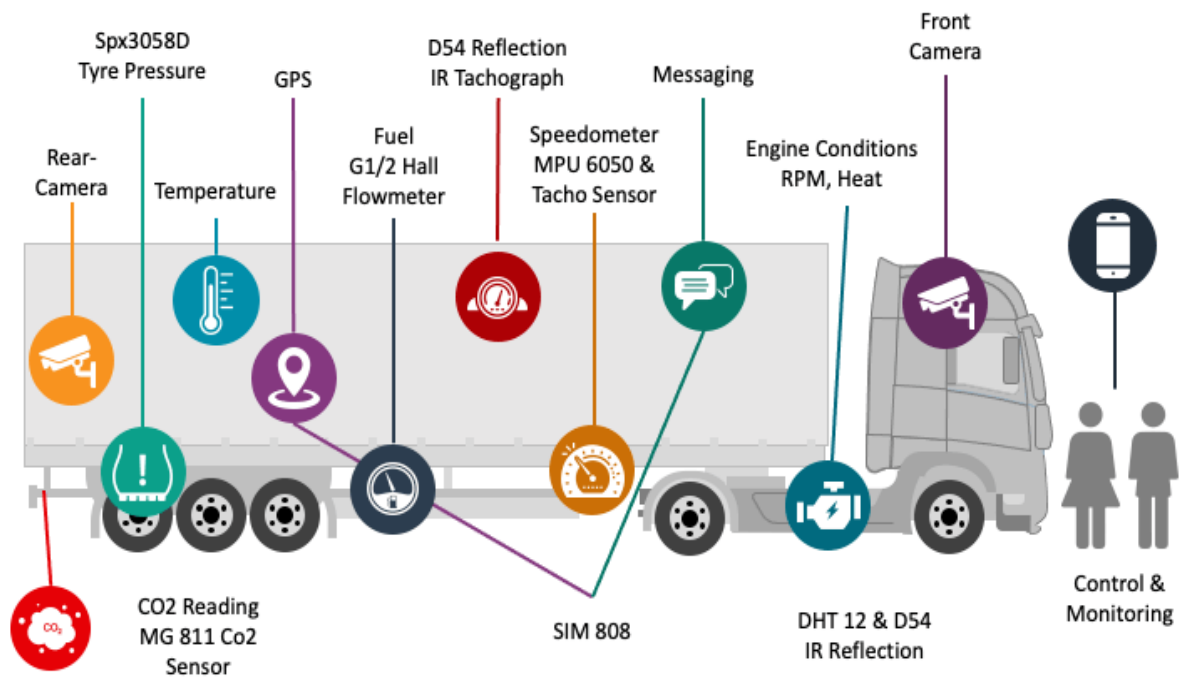 Spx3058D
Tyre Pressure
GPS
D54 Reflection
IR Tachograph
Messaging
Front
Camera
Rear-
Camera
Temperature
Fuel
G1/2 Hall
Flowmeter
Speedometer
MPU 6050 &
Tacho Sensor
Engine Conditions
RPM, Heat
!
CO2
CO2 Reading
MG 811 Co2
Sensor
SIM 808
DHT 12 & D54
IR Reflection
Control &
Monitoring